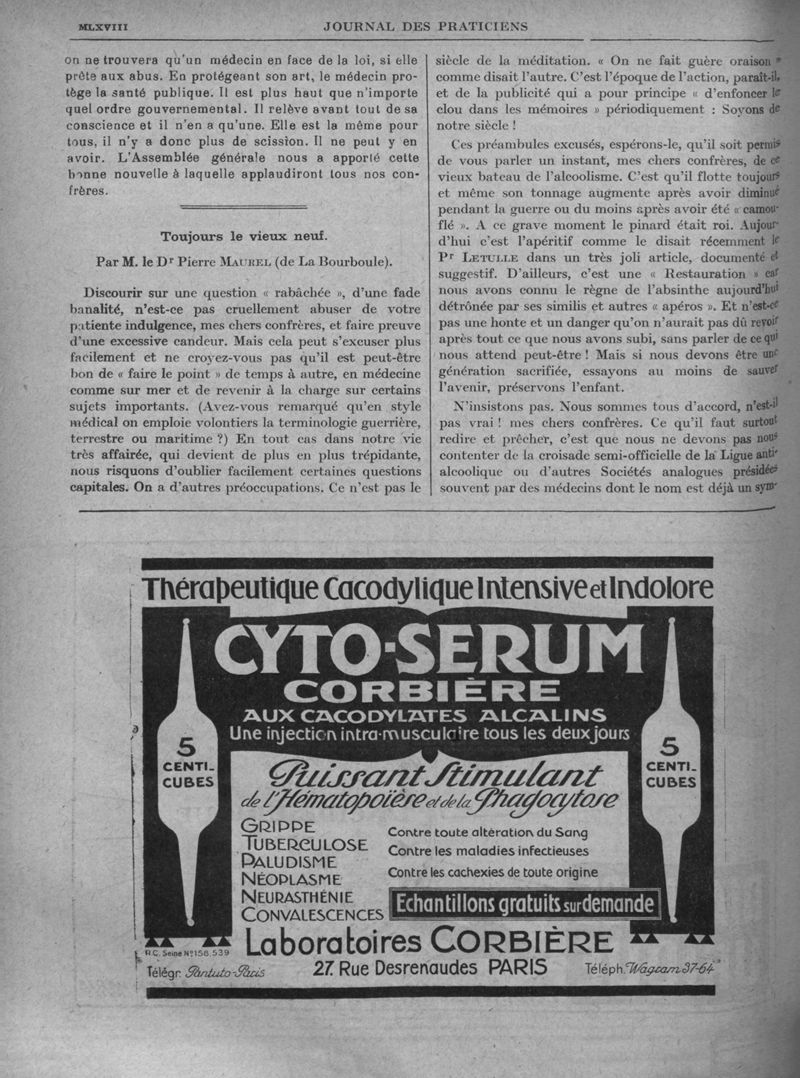 MLXVIII
JOURNAL DES PRATICIENS
on ne trouvera qu'un médecin en face de la loi, si elle
prête aux abus. En protégeant son art, le médecin pro-
tège la santé publique. Il est plus haut que n'importe
quel ordre gouvernemental. Il relève avant tout de sa
conscience et il n'en a qu'une. Elle est la même pour
tous, il n'y a donc plus de scission. Il ne peut y en
avoir. L'Assemblée générale nous a apporté cette
bonne nouvelle à laquelle applaudiront tous nos con-
frères.
Toujours le vieux neuf.
Par M. le Dr Pierre MAUREL (de La Bourboule).
Discourir sur une question « rabâchée », d'une fade
banalité, n'est-ce pas cruellement abuser de votre
patiente indulgence, mes chers confrères, et faire preuve
d'une excessive candeur. Mais cela peut s'excuser plus
facilement et ne croyez-vous pas qu'il est peut-être
bon de « faire le point » de temps à autre, en médecine
comme sur mer et de revenir à la charge sur certains
sujets importants. (Avez-vous remarqué qu'en style
médical on emploie volontiers la terminologie guerrière,
terrestre ou maritime ?) En tout cas dans notre vie
très affairée, qui devient de plus en plus trépidante,
nous risquons d'oublier facilement certaines questions
capitales. On a d'autres préoccupations. Ce n'est pas le
siècle de la méditation. « On ne fait guère oraison »
comme disait l'autre. C'est l'époque de l'action, paraît-il,
et de la publicité qui a pour principe « d'enfoncer le
clou dans les mémoires » périodiquement : Soyons de
notre siècle !
Ces préambules excusés, espérons-le, qu'il soit permis
de vous parler un instant, mes chers confrères, de ce
vieux bateau de l'alcoolisme. C'est qu'il flotte toujours
et même son tonnage augmente après avoir diminué
pendant la guerre ou du moins après avoir été « camou-
flé ». A ce grave moment le pinard était roi. Aujour-
d'hui c'est l'apéritif comme le disait récemment le
Pr LETULLE dans un très joli article, documenté et
suggestif. D'ailleurs, c'est une « Restauration » car
nous avons connu le règne de l'absinthe aujourd'hui
détrônée par ses similis et autres « apéros ». Et n'est-ce
pas une honte et un danger qu'on n'aurait pas dû revoir
après tout ce que nous avons subi, sans parler de ce qui
nous attend peut-être ! Mais si nous devons être une
génération sacrifiée, essayons au moins de sauver
l'avenir, préservons l'enfant.
N'insistons pas. Nous sommes tous d'accord, n'est-il
pas vrai ! mes chers confrères. Ce qu'il faut surtout
redire et prêcher, c'est que nous ne devons pas nous
contenter de la croisade semi-officielle de la Ligue anti-
alcoolique ou d'autres Sociétés analogues présidées
souvent par des médecins dont le nom est déjà un sym-
Thérapeutique Cacodylique Intensive et Indolore
CYTO-SERUM
CORBIÈRE
AUX CACODYLATES ALCALINS
Une injection intra-musculaire tous les deux jours
5
CENTI-
CUBES
5
CENTI-
CUBES
Puissant Stimulant
de l'Hématopoïèse et de la Phagocytose
GRIPPE
TUBERCULOSE
PALUDISME
NÉOPLASME
NEURASTHÉNIE
CONVALESCENCES
Contre toute altération du Sang
Contre les maladies infectieuses
Contre les cachexies de toute origine
Echantillons gratuits sur demande
R.C. Seine Nº 156.539
Laboratoires CORBIÈRE
Télégr. Pantuto-Paris
27. Rue Desrenaudes PARIS
Téléph. Wagram 37-64